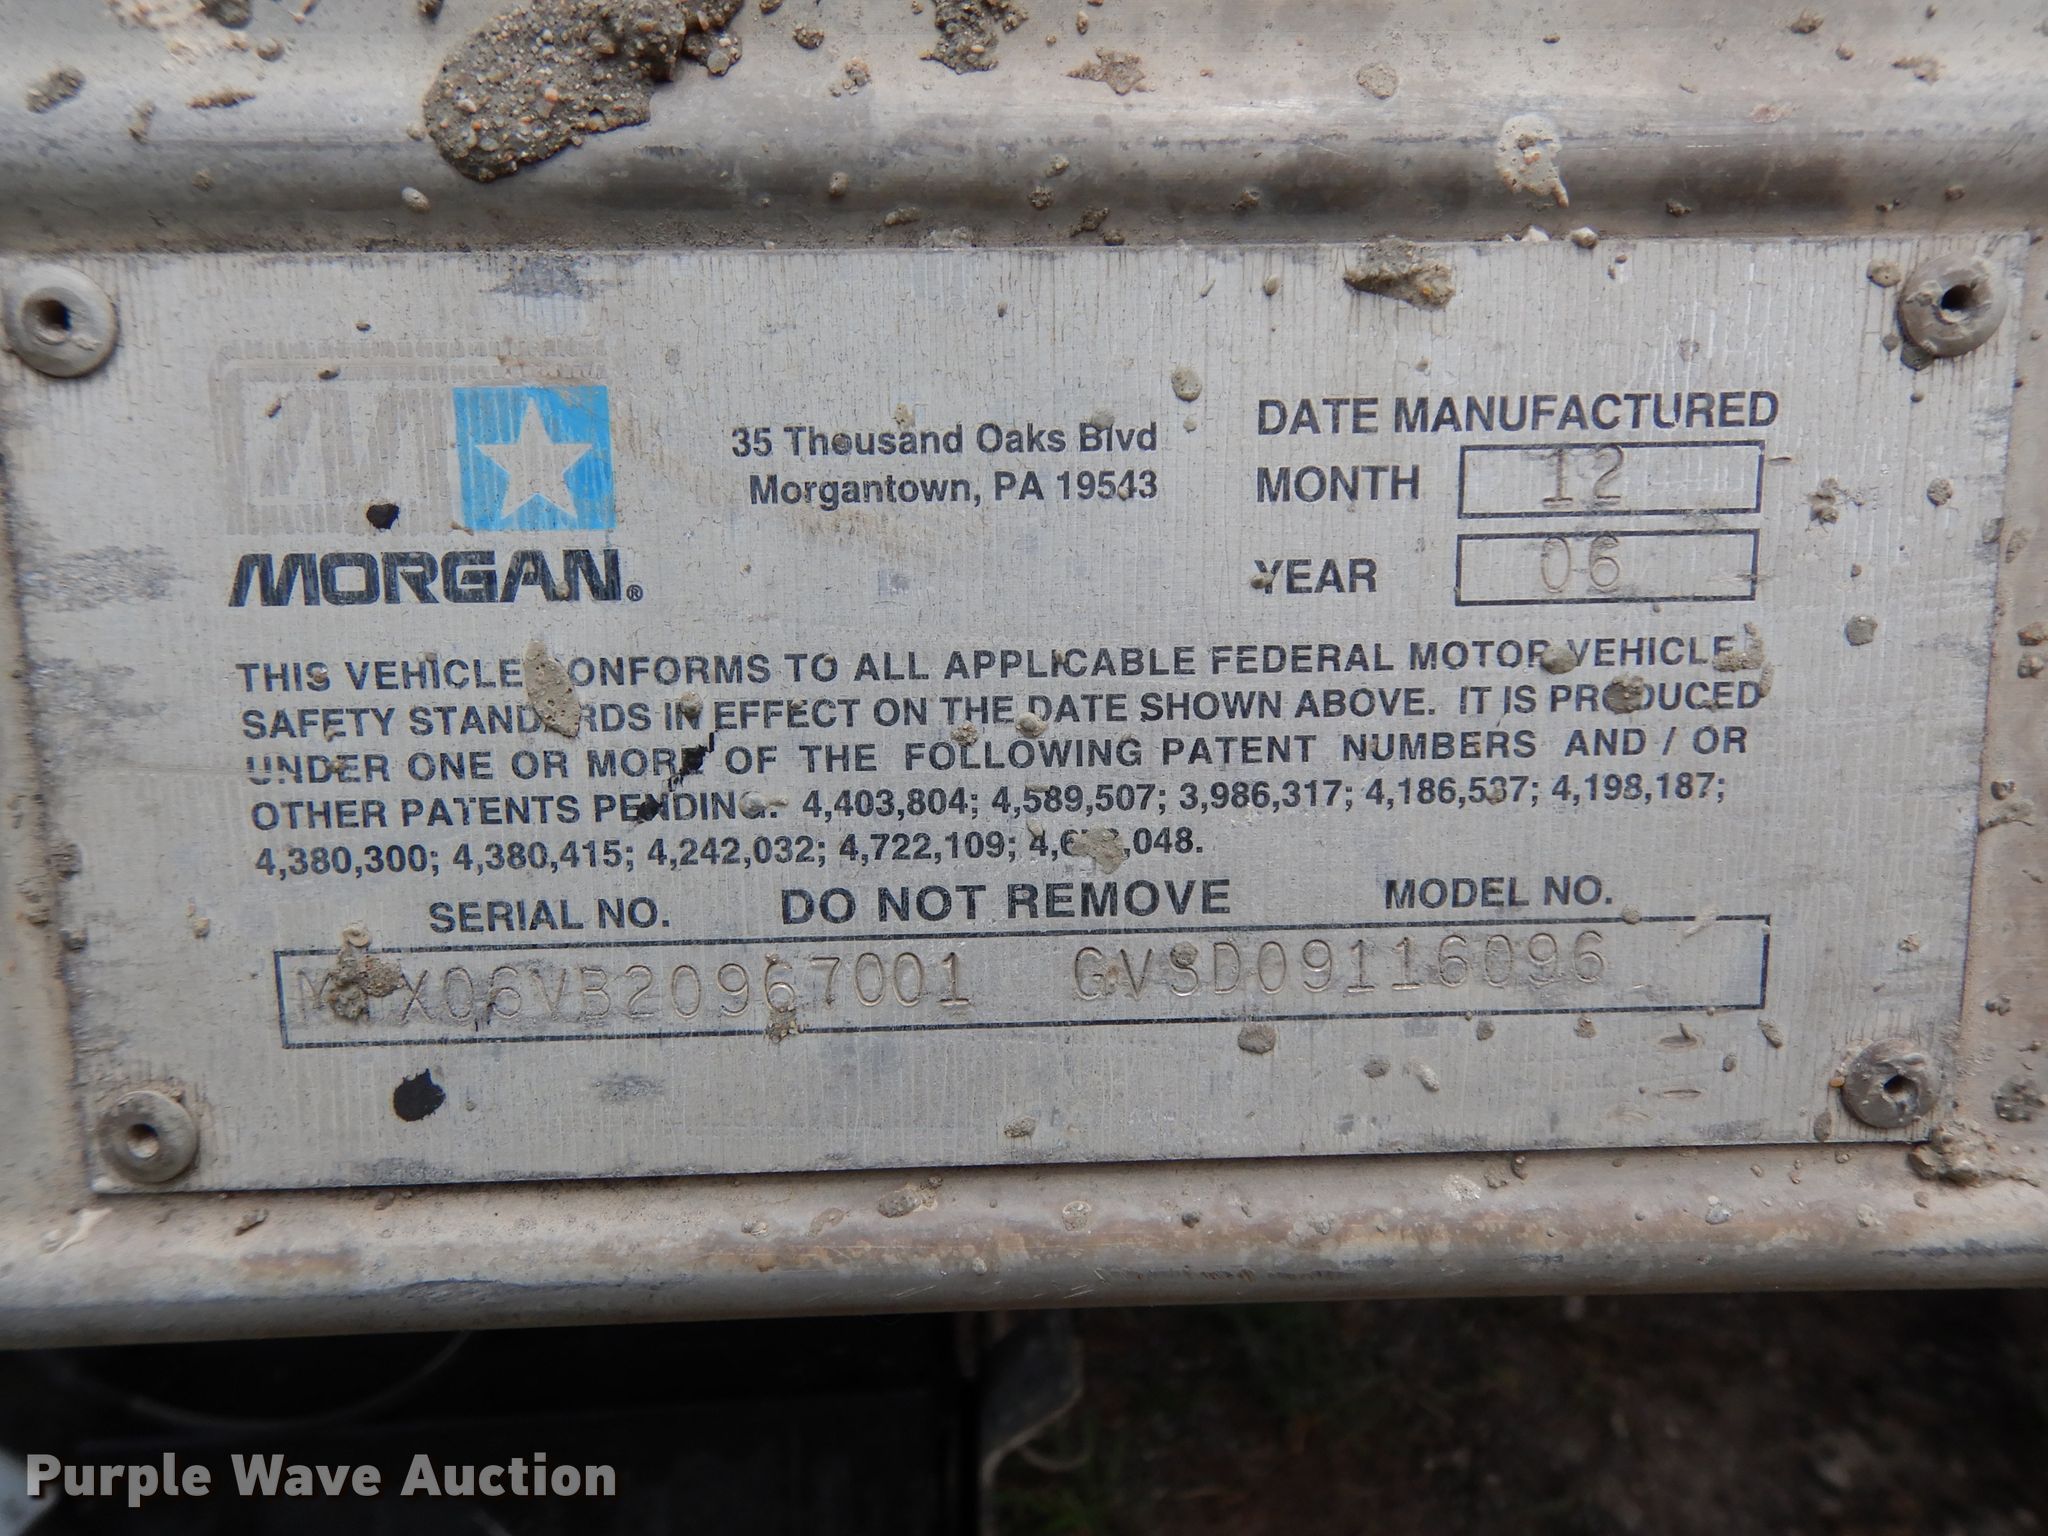 35 Thousand Oaks Blvd
Morgantown, PA 19543
DATE MANUFACTURED
MONTH 12
YEAR 06
MORGAN®
THIS VEHICLE CONFORMS TO ALL APPLICABLE FEDERAL MOTOR VEHICLE
SAFETY STANDARDS IN EFFECT ON THE DATE SHOWN ABOVE. IT IS PRODUCED
UNDER ONE OR MORE OF THE FOLLOWING PATENT NUMBERS AND / OR
OTHER PATENTS PENDING: 4,403,804; 4,589,507; 3,986,317; 4,186,537; 4,198,187;
4,380,300; 4,380,415; 4,242,032; 4,722,109;
SERIAL NO. DO NOT REMOVE MODEL NO.
GVSD09116096
Purple Wave Auction